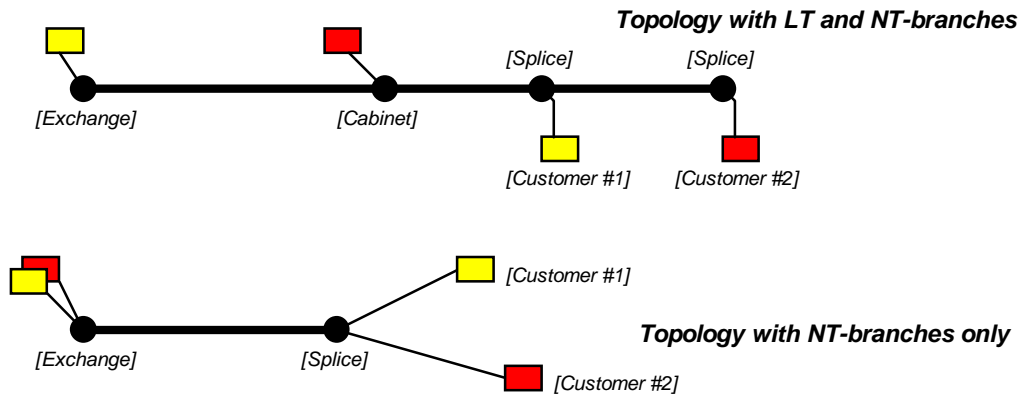 Topology with LT and NT-branches
[Splice]
[Splice]
[Exchange]
[Cabinet]
[Customer #1]
[Customer #2]
[Customer #1]
Topology with NT-branches only
[Exchange]
[Splice]
[Customer #2]